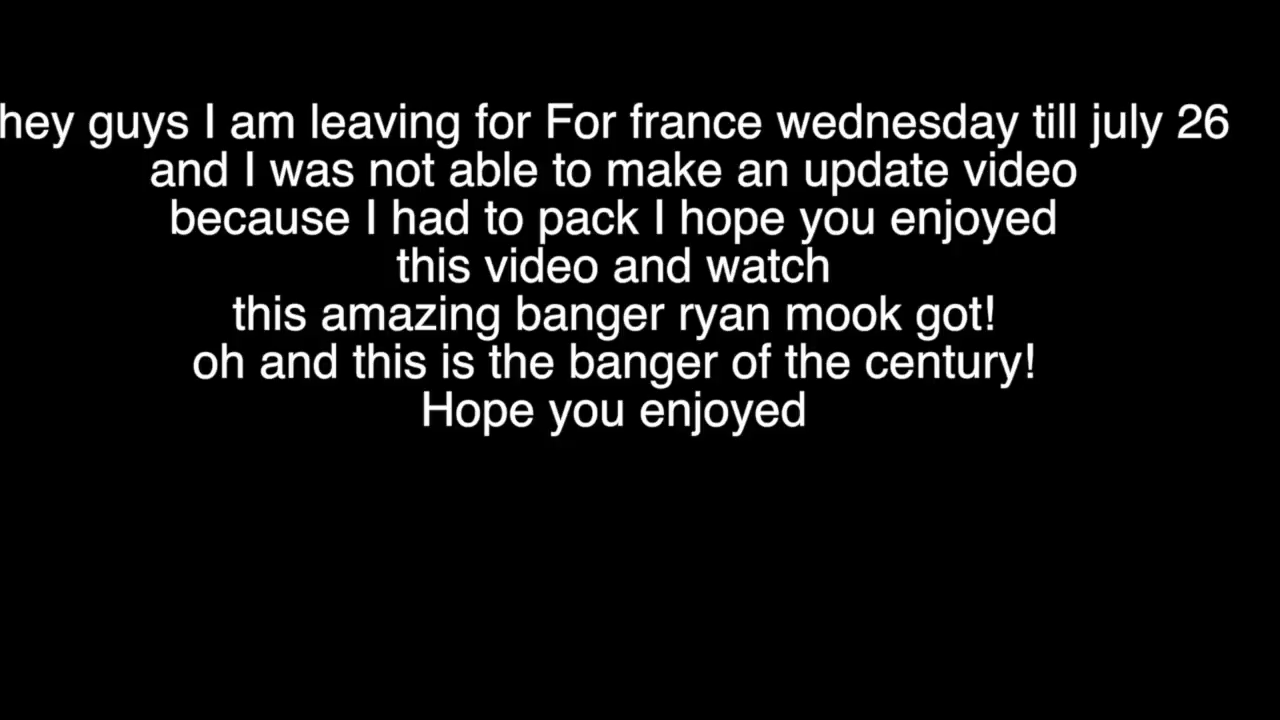 hey guys I am leaving for For france wednesday till july 26
and I was not able to make an update video
because I had to pack I hope you enjoyed
this video and watch
this amazing banger ryan mook got!
oh and this is the banger of the century!
Hope you enjoyed